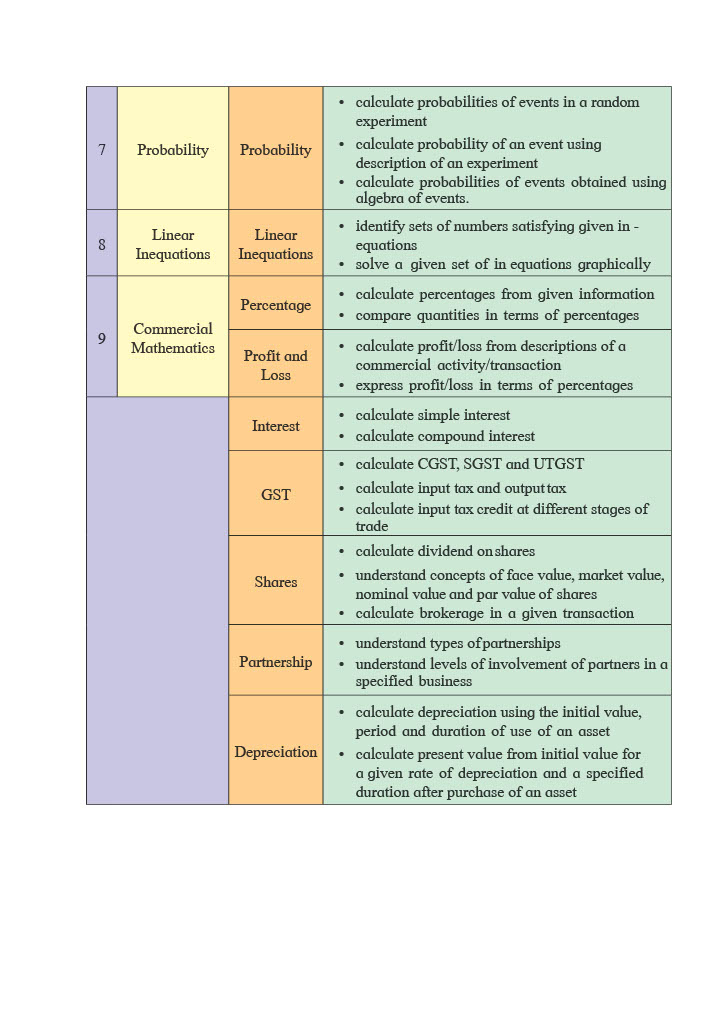 7
Probability
Probability
• calculate probabilities of events in a random
experiment
• calculate probability of an event using
description of an experiment
• calculate probabilities of events obtained using
algebra of events.
8
Linear
Inequations
Linear
Inequations
• identify sets of numbers satisfying given in -
equations
• solve a given set of in equations graphically
9
Commercial
Mathematics
Percentage
• calculate percentages from given information
• compare quantities in terms of percentages
Profit and
Loss
• calculate profit/loss from descriptions of a
commercial activity/transaction
• express profit/loss in terms of percentages
Interest
• calculate simple interest
• calculate compound interest
GST
• calculate CGST, SGST and UTGST
• calculate input tax and output tax
• calculate input tax credit at different stages of
trade
Shares
• calculate dividend on shares
• understand concepts of face value, market value,
nominal value and par value of shares
• calculate brokerage in a given transaction
Partnership
• understand types of partnerships
• understand levels of involvement of partners in a
specified business
Depreciation
• calculate depreciation using the initial value,
period and duration of use of an asset
• calculate present value from initial value for
a given rate of depreciation and a specified
duration after purchase of an asset